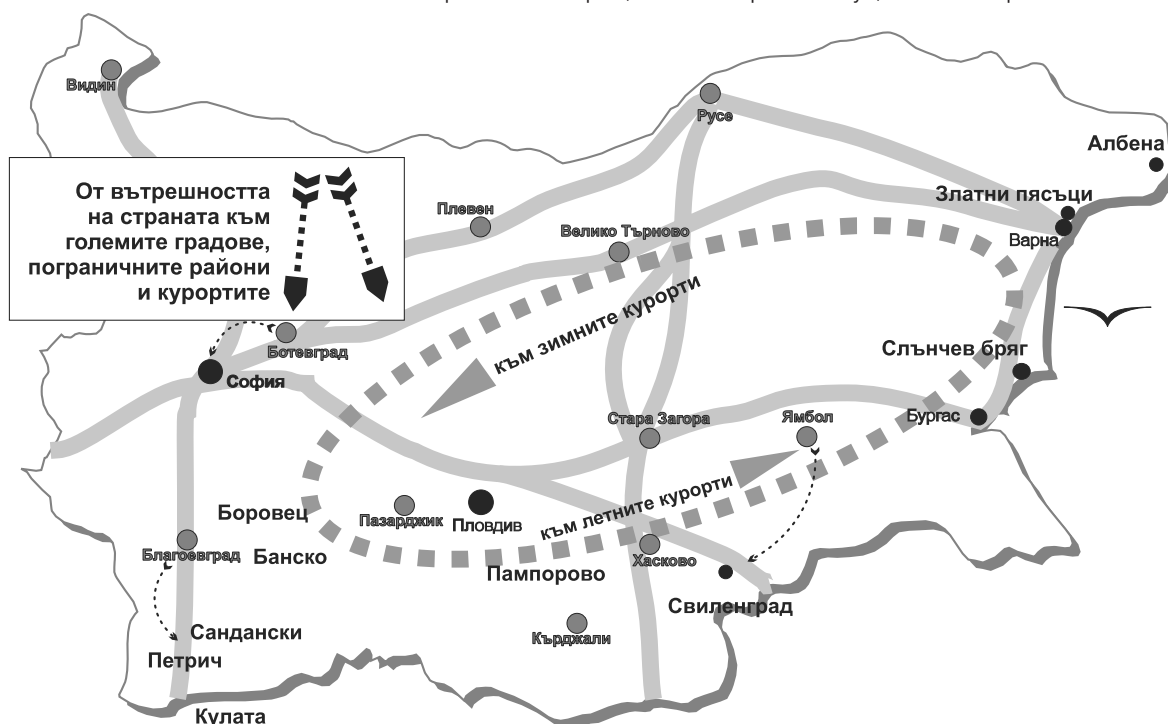 Видин
Русе
Албена
От вътрешността
на страната към
големите градове,
пограничните райони
и курортите
Плевен
Златни пясъци
Велико Търново
Варна
към зимните курорти
Ботевград
Слънчев бряг
София
Стара Загора
Ямбол
Бургас
към летните курорти
Боровец
Пазарджик
Пловдив
Благоевград
Банско
Пампорово
Хасково
Свиленград
Сандански
Кърджали
Петрич
Кулата